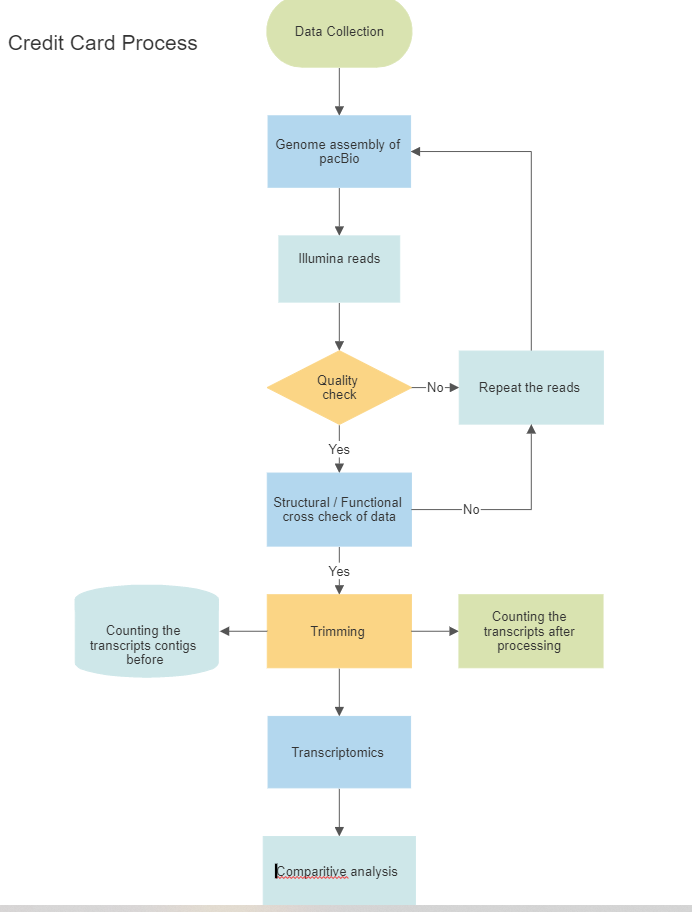 Data Collection
Credit Card Process
Genome assembly of
pacBio
Illumina reads
Quality
check
No
Repeat the reads
Yes
Structural / Functional
cross check of data
No
Yes
Counting the
transcripts contigs
before
Trimming
Counting the
transcripts after
processing
Transcriptomics
Comparitive analysis